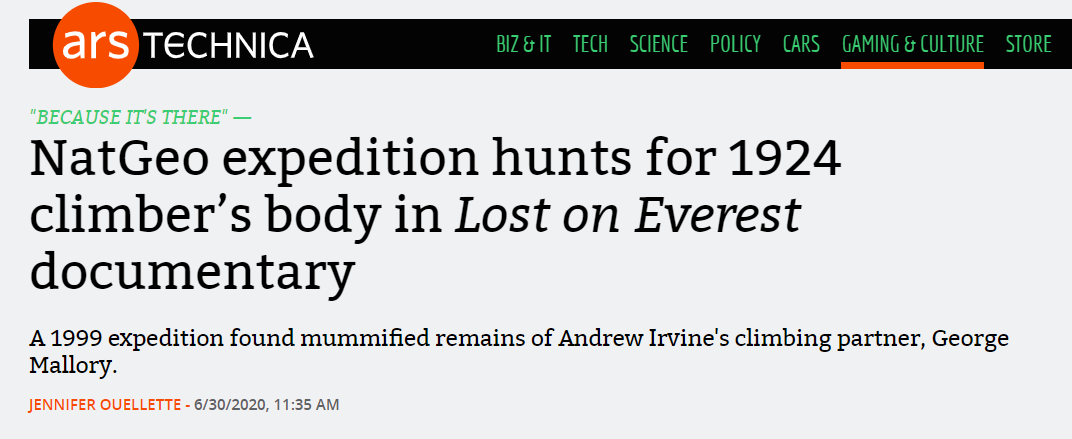 ars TECHNICA
BIZ & IT TECH SCIENCE POLICY CARS GAMING & CULTURE STORE
"BECAUSE IT'S THERE" —
NatGeo expedition hunts for 1924
climber’s body in Lost on Everest
documentary
A 1999 expedition found mummified remains of Andrew Irvine's climbing partner, George
Mallory.
JENNIFER OUELLETTE - 6/30/2020, 11:35 AM